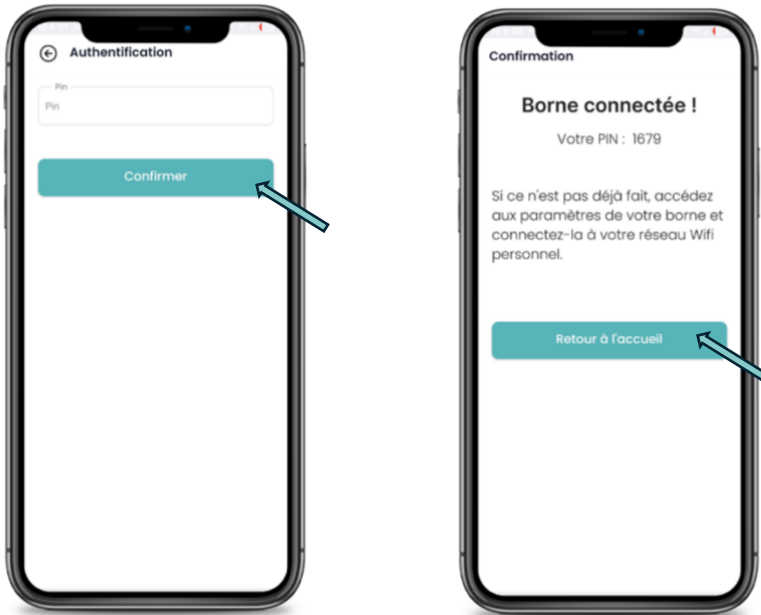 Authentification
Pin
Pin
Confirmer
Confirmation
Borne connectée !
Votre PIN : 1679
Si ce n'est pas déjà fait, accédez
aux paramètres de votre borne et
connectez-la à votre réseau Wifi
personnel.
Retour à l'accueil